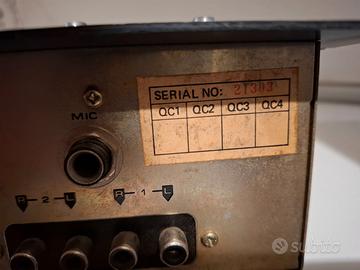 SERIAL NO: 21303
QC1 QC2 QC3 QC4
MIC
R 2 L R 1 L
subito